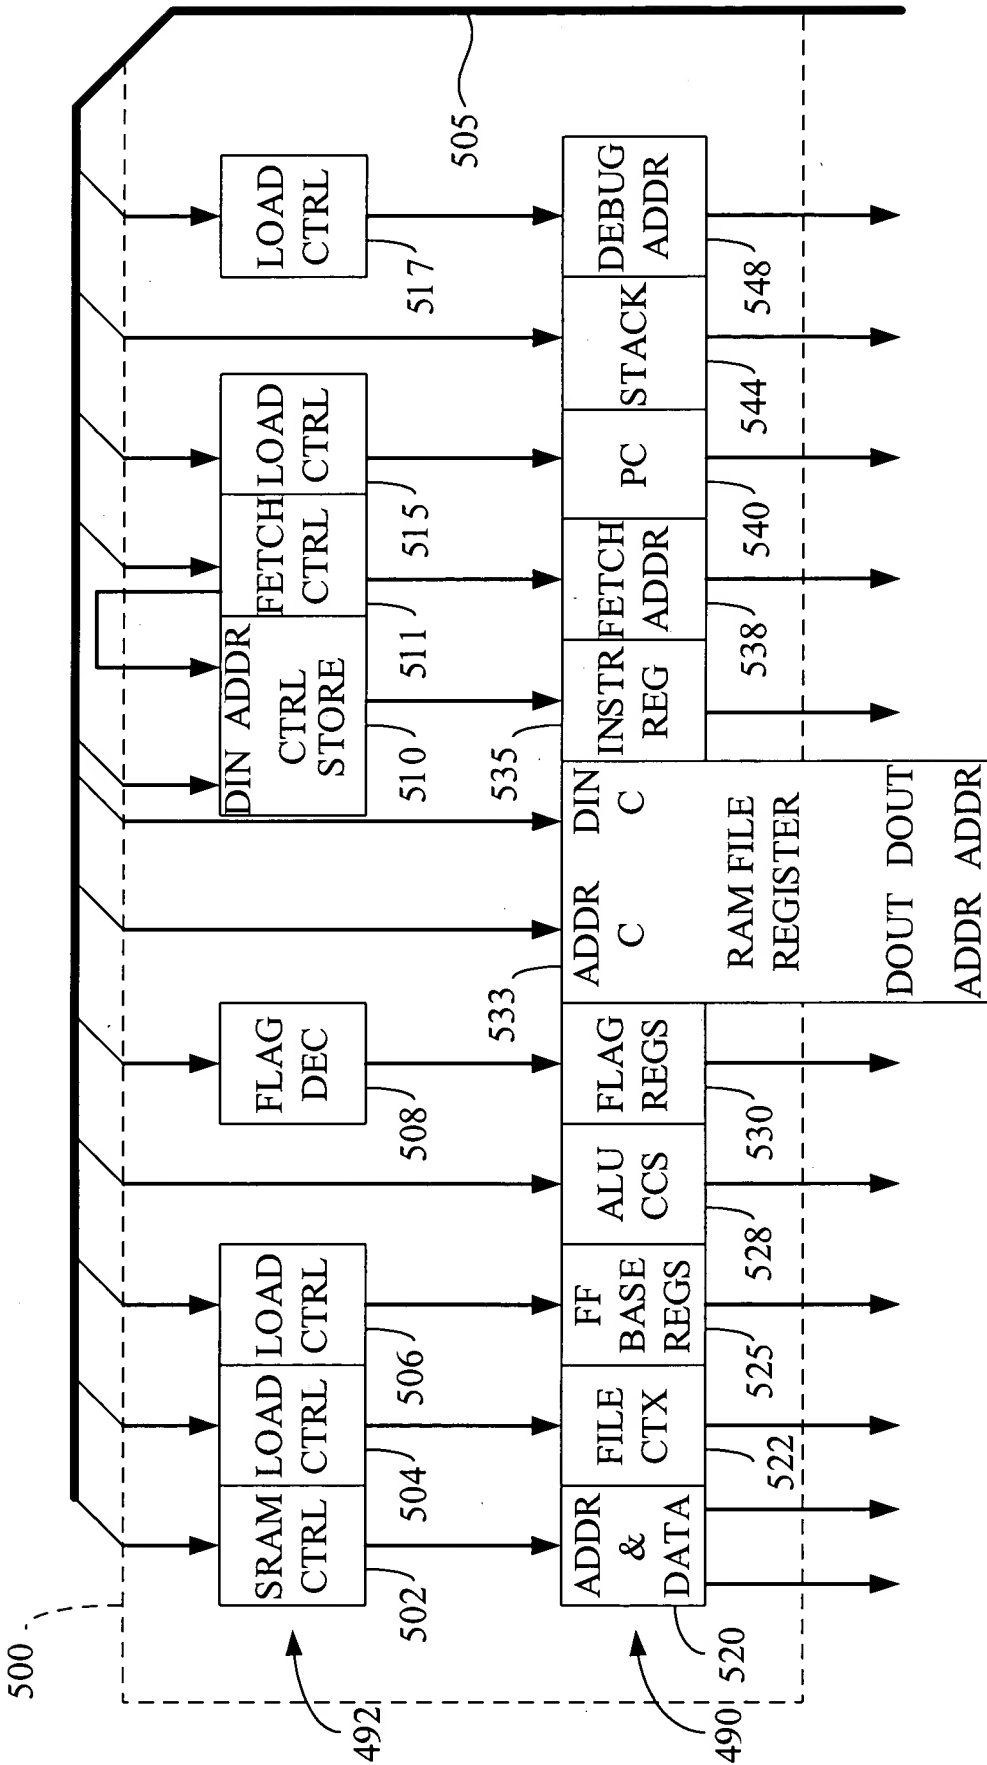 500
492
SRAM
CTRL
502
LOAD
CTRL
504
LOAD
CTRL
506
FLAG
DEC
508
DIN ADDR
CTRL
STORE
510
FETCH
CTRL
511
LOAD
CTRL
515
LOAD
CTRL
517
505
490
ADDR
&
DATA
520
FILE
CTX
522
FF
BASE
REGS
525
ALU
CCS
528
FLAG
REGS
530
533
ADDR DIN
C C
RAM FILE
REGISTER
DOUT DOUT
ADDR ADDR
535
INSTR
REG
FETCH
ADDR
538
PC
540
STACK
544
DEBUG
ADDR
548